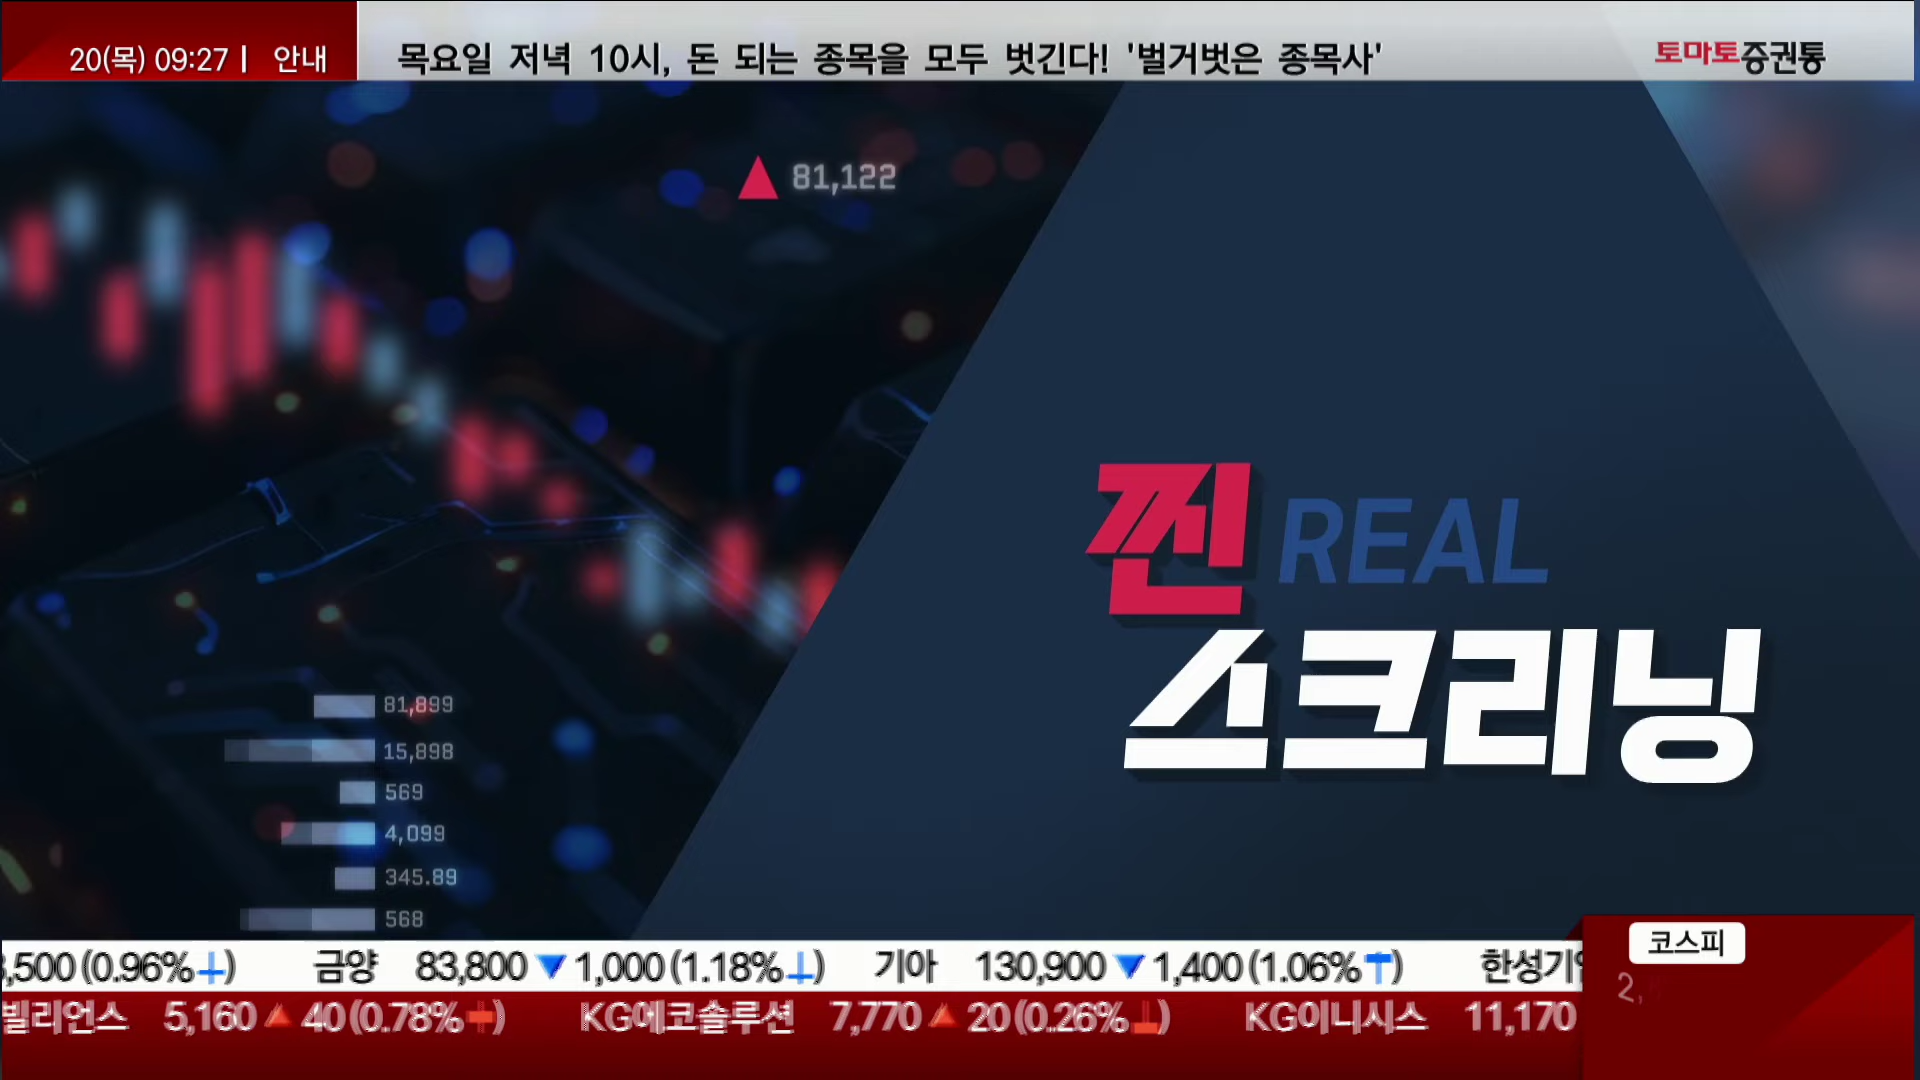 20(목) 09:27 | 안내
목요일 저녁 10시, 돈 되는 종목을 모두 벗긴다! '벌거벗은 종목사'
토마토증권통
▲ 81,122
찐 REAL
스크리닝
81,899
15,898
569
4,099
345.89
568
,500(0.96%) 금양 83,800 ▼ 1,000(1.18%) 기아 130,900 ▼ 1,400(1.06%) 한성기
빌리언스 5,160 ▲ 40(0.78%) KG에코솔루션 7,770 ▲ 20(0.26%) KG이니시스 11,170
코스피
2,